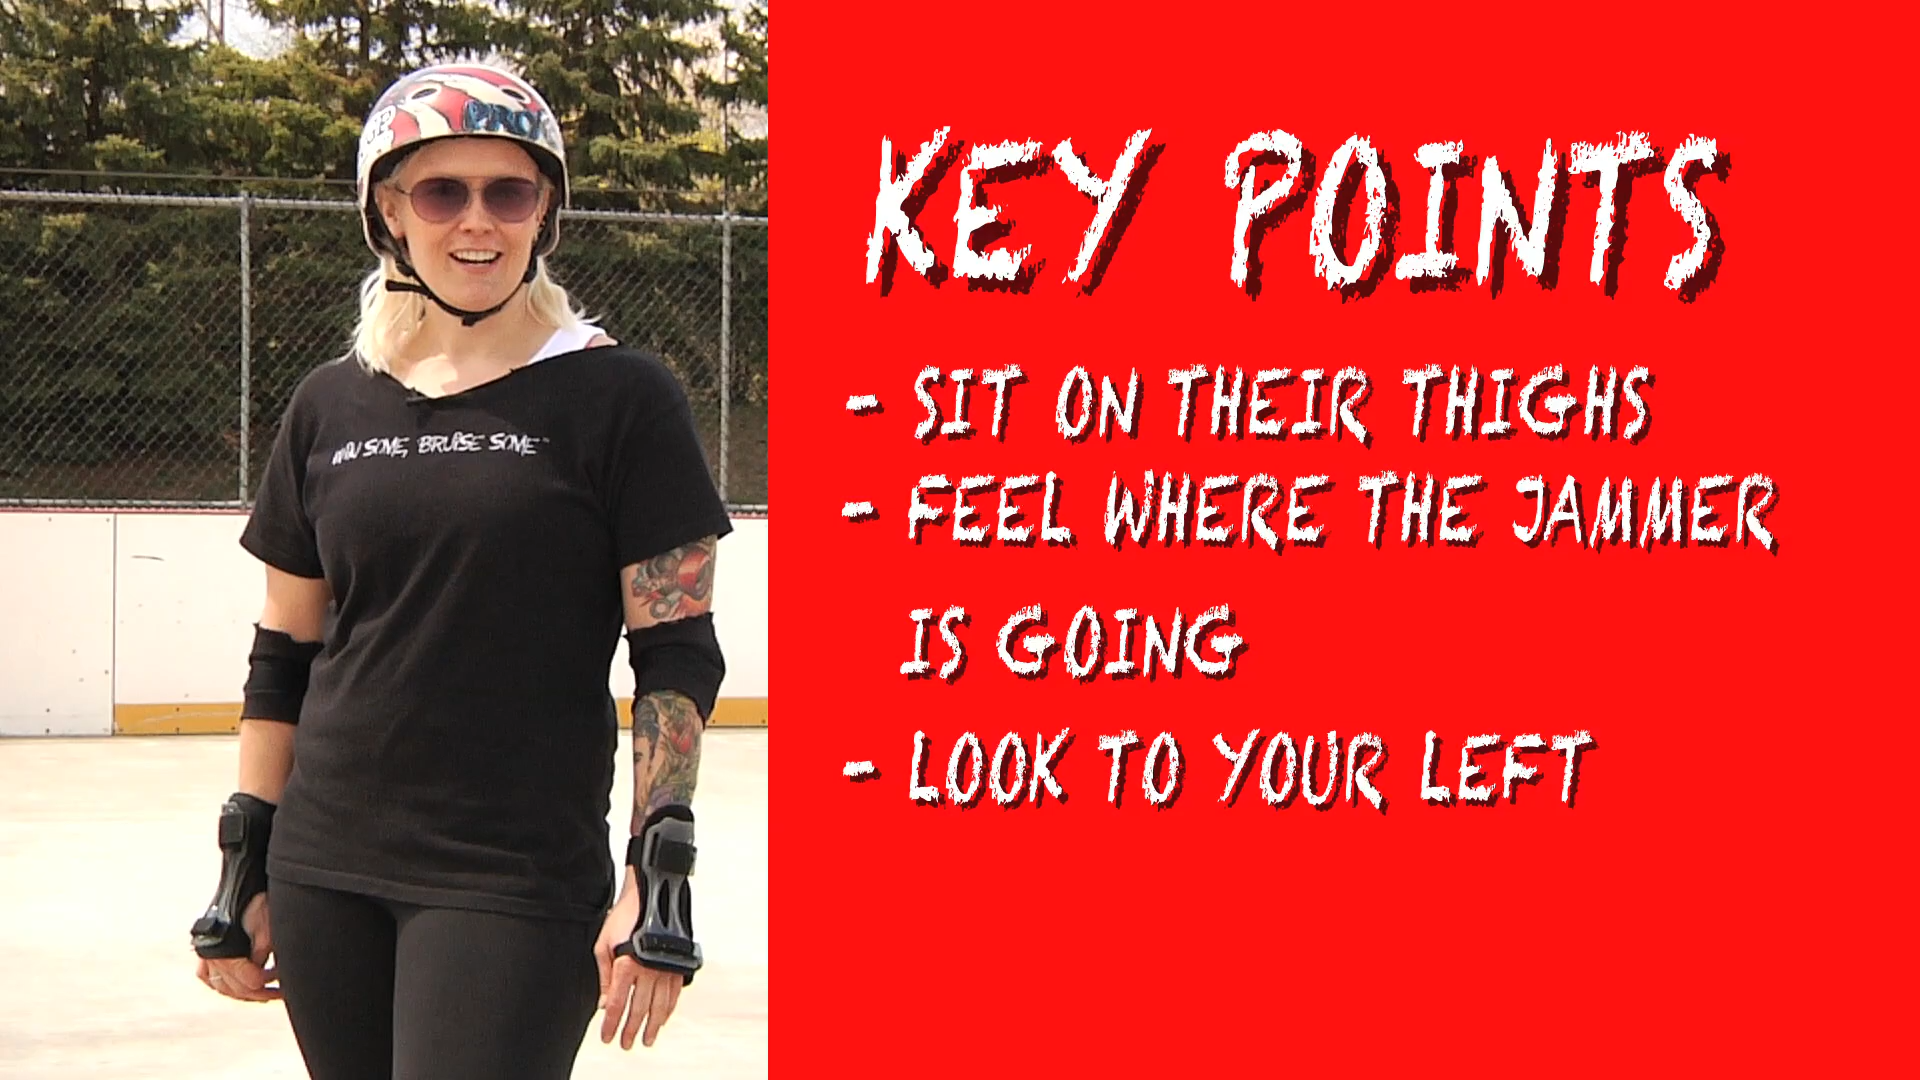 KEY POINTS
- SIT ON THEIR THIGHS
- FEEL WHERE THE JAMMER
IS GOING
- LOOK TO YOUR LEFT
SOME, BRUISE SOME